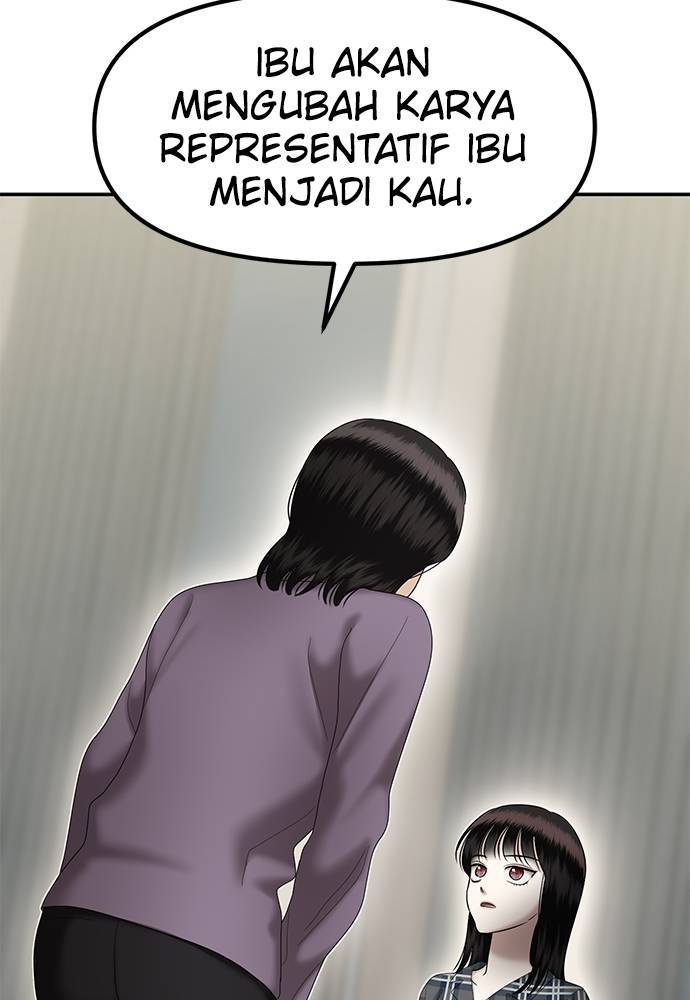 IBU AKAN
MENGUBAH KARYA
REPRESENTATIF IBU
MENJADI KAU.